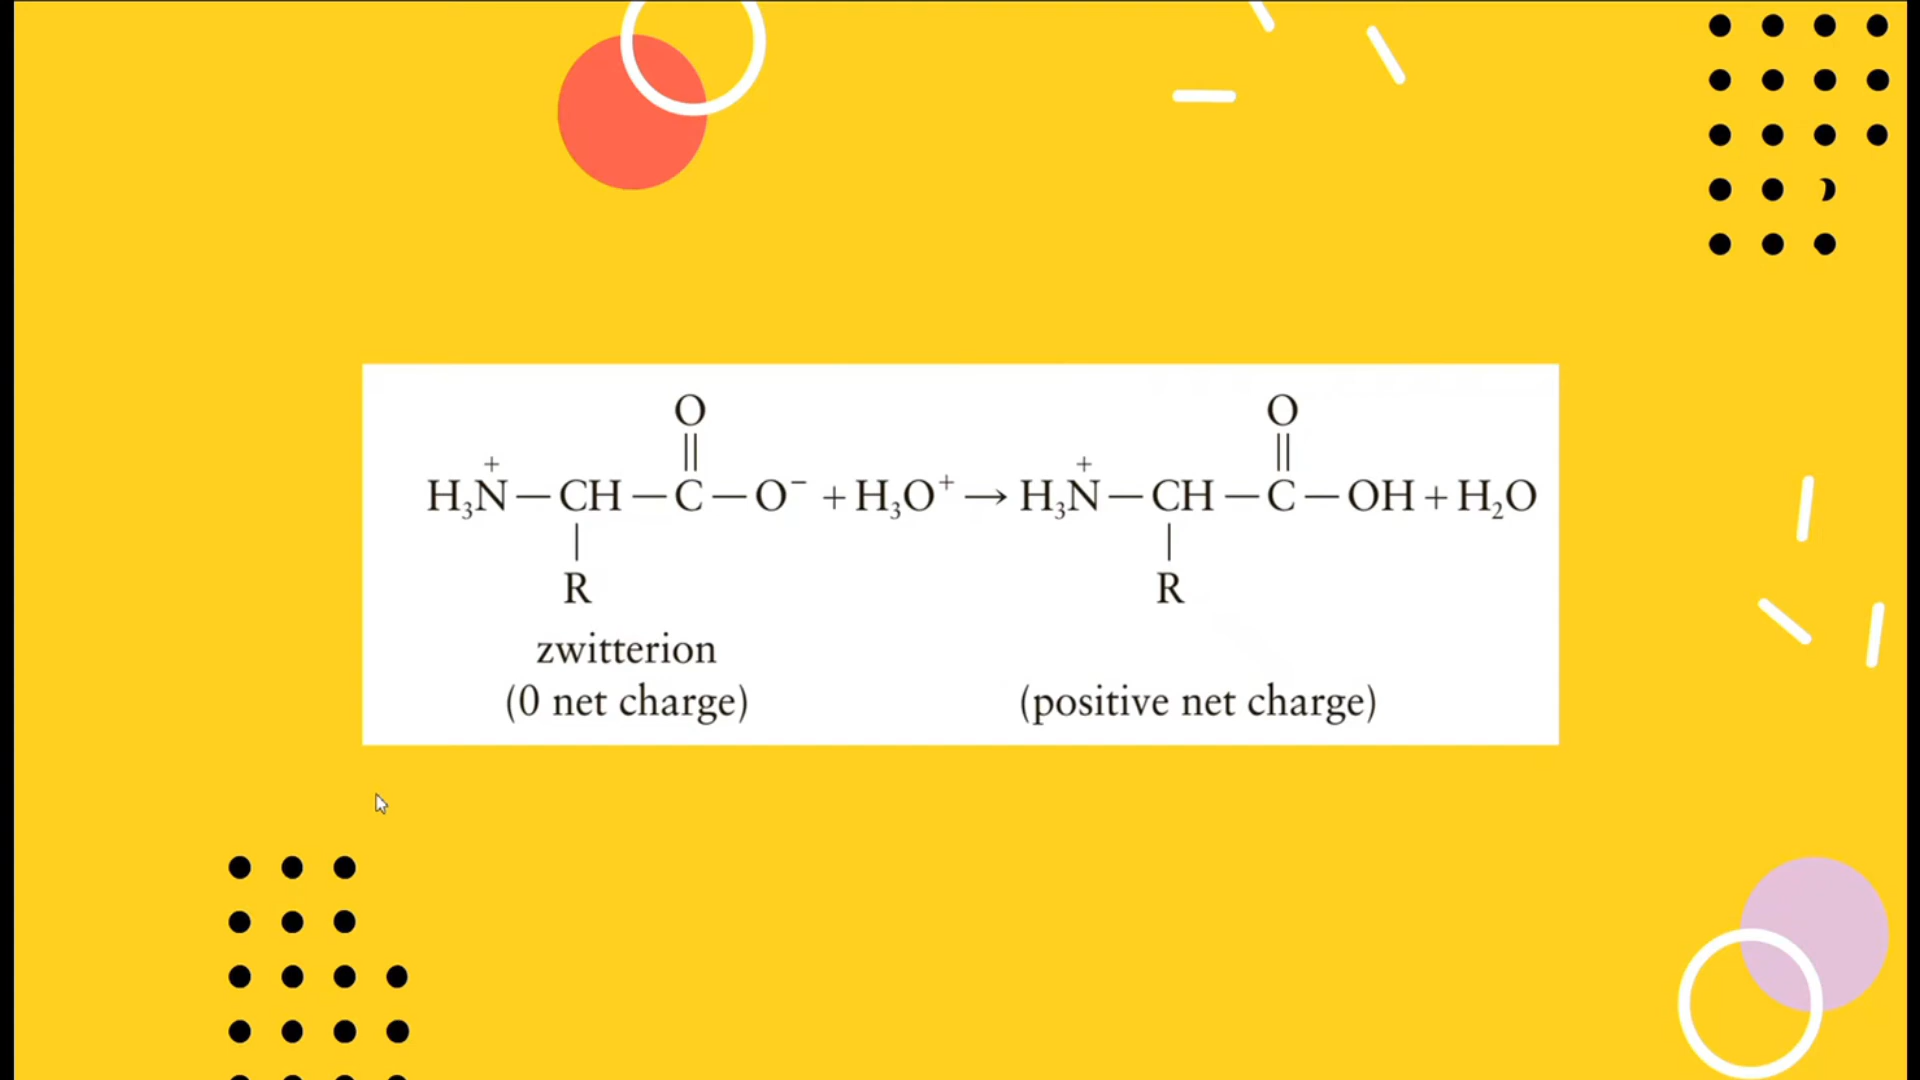 O O
H₃N⁺—CH—C—O⁻ + H₃O⁺ → H₃N⁺—CH—C—OH + H₂O
R R
zwitterion
(0 net charge) (positive net charge)